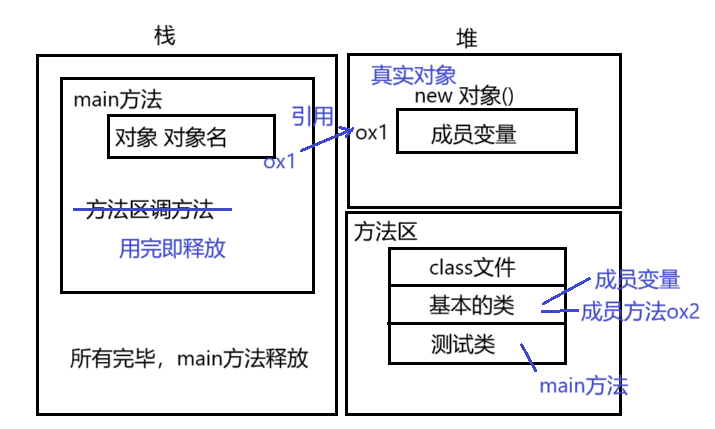 栈
main方法
对象 对象名
ox1
引用
方法区调方法
用完即释放
所有完毕，main方法释放
堆
真实对象
new 对象()
ox1
成员变量
方法区
class文件
基本的类
成员变量
成员方法ox2
测试类
main方法